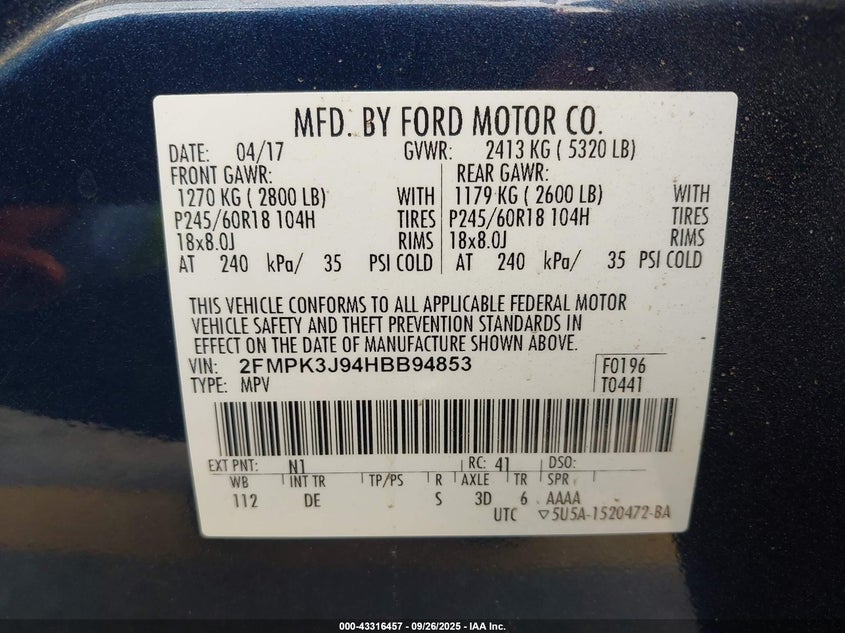 MFD. BY FORD MOTOR CO.
DATE: 04/17 GVWR: 2413 KG ( 5320 LB)
FRONT GAWR: REAR GAWR:
1270 KG ( 2800 LB) WITH 1179 KG ( 2600 LB) WITH
P245/60R18 104H TIRES P245/60R18 104H TIRES
18x8.0J RIMS 18x8.0J RIMS
AT 240 kPa/ 35 PSI COLD AT 240 kPa/ 35 PSI COLD
THIS VEHICLE CONFORMS TO ALL APPLICABLE FEDERAL MOTOR
VEHICLE SAFETY AND THEFT PREVENTION STANDARDS IN
EFFECT ON THE DATE OF MANUFACTURE SHOWN ABOVE.
VIN: 2FMPK3J94HBB94853 F0196
TYPE: MPV T0441
EXT PNT: N1 RC: 41 DSO:
WB INT TR TP/PS R AXLE TR SPR
112 DE S 3D 6 AAAA
UTC ▽5U5A-1520472-BA
000-43316457 - 09/26/2025 - IAA Inc.